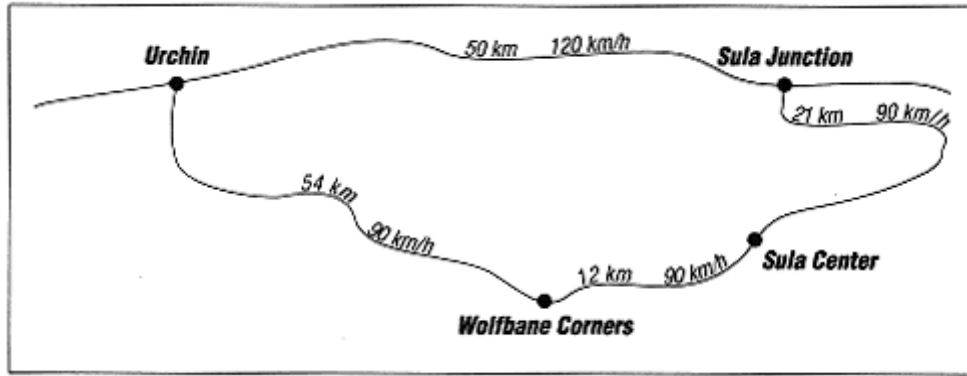 Urchin
50 km 120 km/h
Sula Junction
21 km 90 km/h
54 km
90 km/h
12 km 90 km/h
Sula Center
Wolfbane Corners